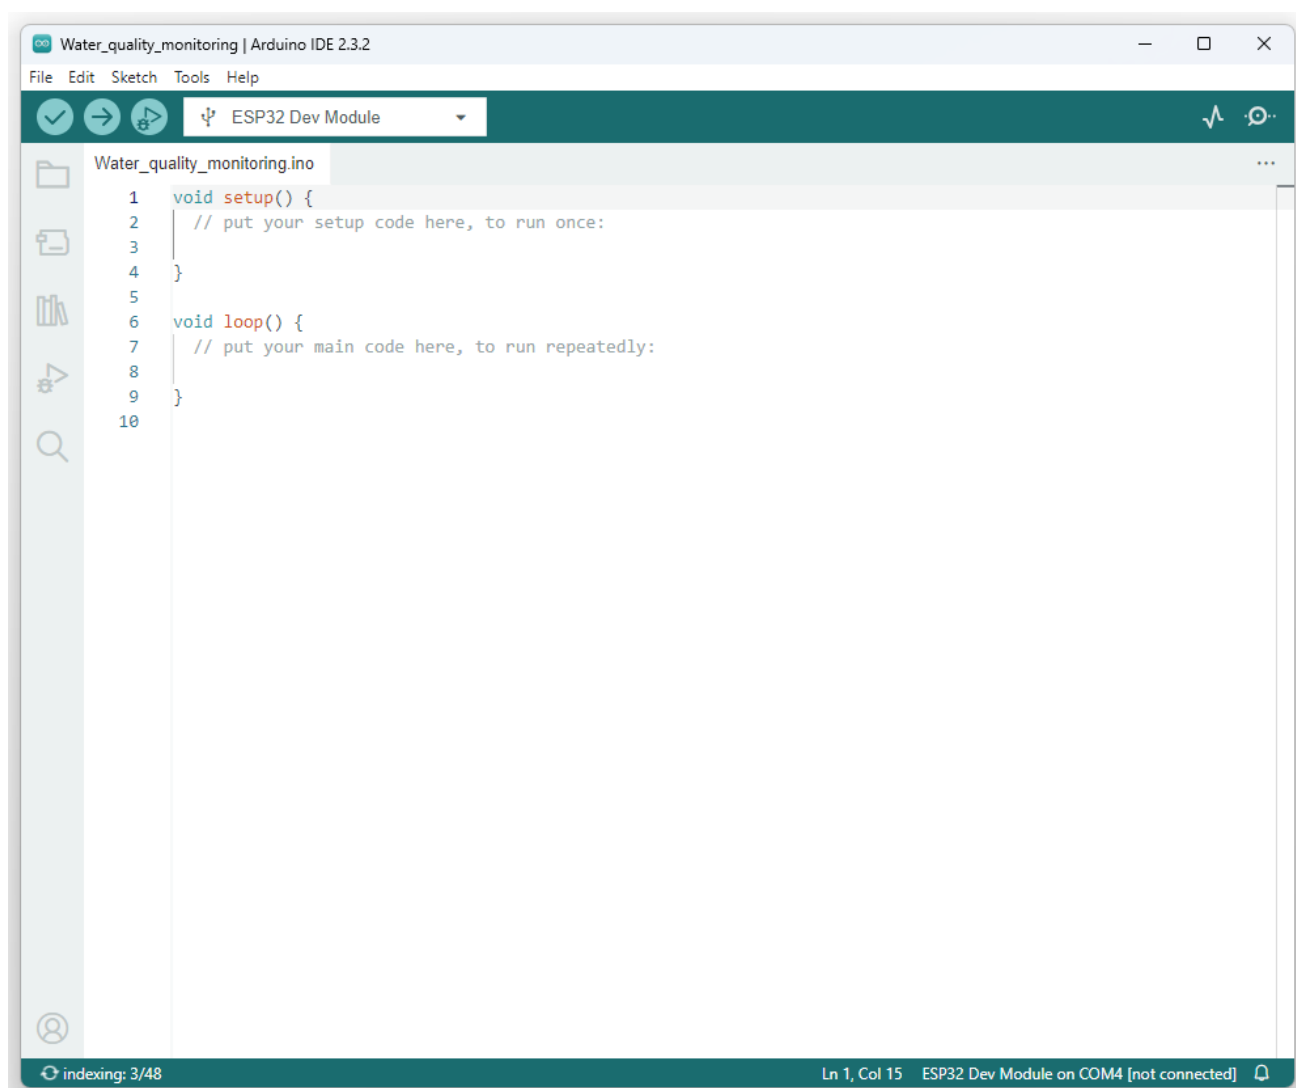 Water_quality_monitoring | Arduino IDE 2.3.2
File Edit Sketch Tools Help
ESP32 Dev Module
Water_quality_monitoring.ino
1 void setup() {
2 // put your setup code here, to run once:
3
4 }
5
6 void loop() {
7 // put your main code here, to run repeatedly:
8
9 }
10
indexing: 3/48 Ln 1, Col 15 ESP32 Dev Module on COM4 [not connected]